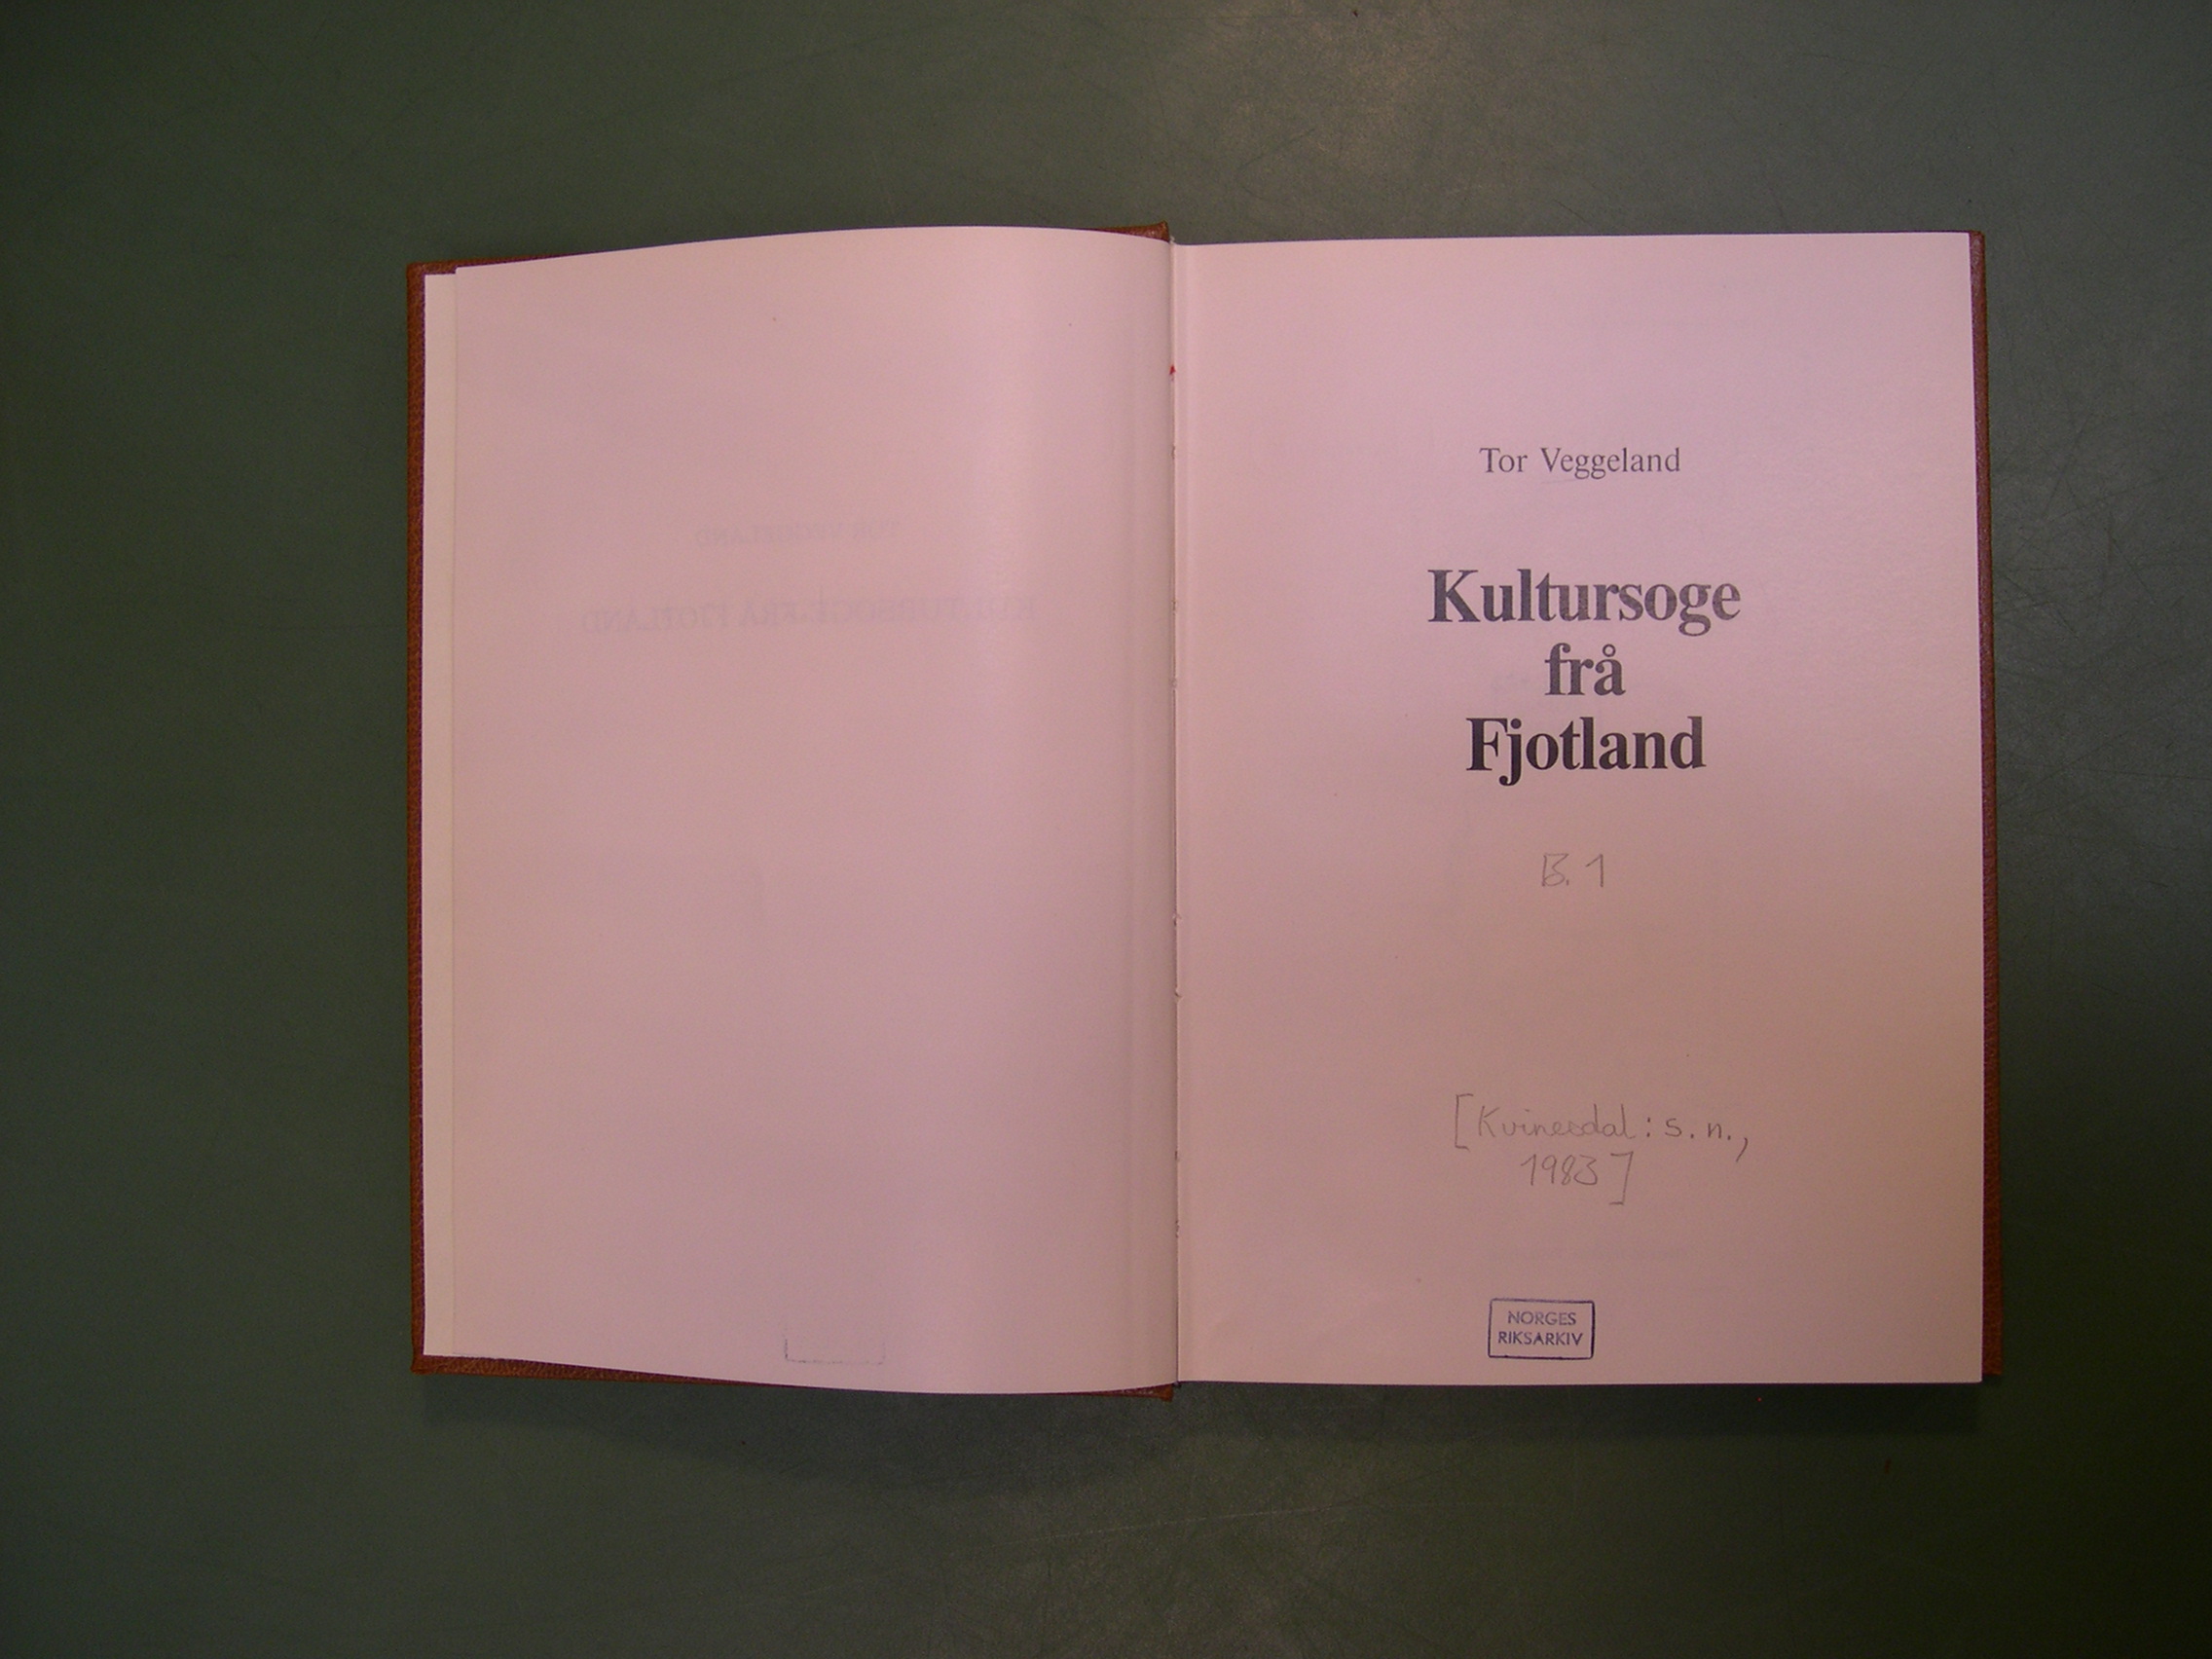 Tor Veggeland
Kultursoge
frå
Fjotland
B. 1
[Kvinesdal: s.n.,
1983]
NORGES
RIKSARKIV